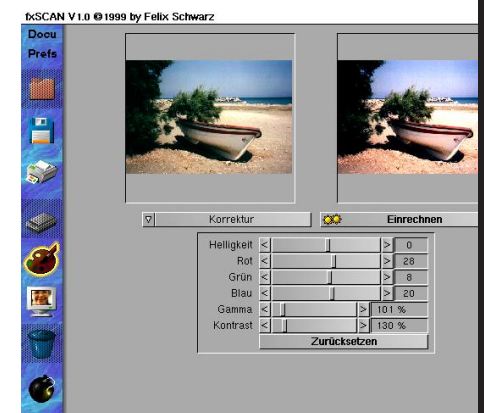 fxSCAN V1.0 ©1999 by Felix Schwarz
Docu
Prefs
Korrektur
Einrechnen
Helligkeit < > 0
Rot < > 28
Grün < > 8
Blau < > 20
Gamma < > 101 %
Kontrast < > 130 %
Zurücksetzen